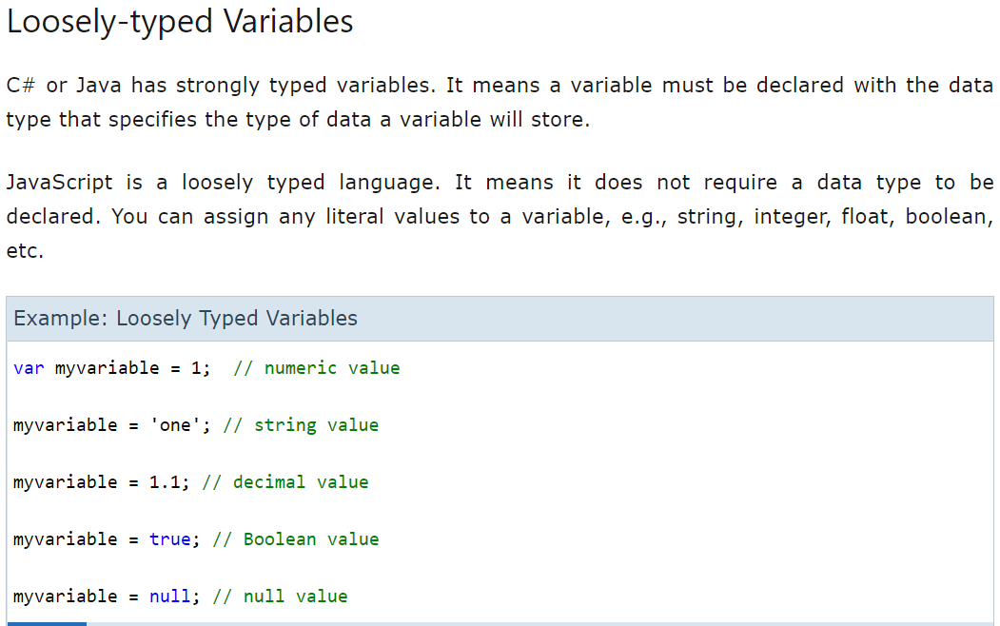 Loosely-typed Variables
C# or Java has strongly typed variables. It means a variable must be declared with the data
type that specifies the type of data a variable will store.
JavaScript is a loosely typed language. It means it does not require a data type to be
declared. You can assign any literal values to a variable, e.g., string, integer, float, boolean,
etc.
Example: Loosely Typed Variables
var myvariable = 1;  // numeric value
myvariable = 'one'; // string value
myvariable = 1.1; // decimal value
myvariable = true; // Boolean value
myvariable = null; // null value